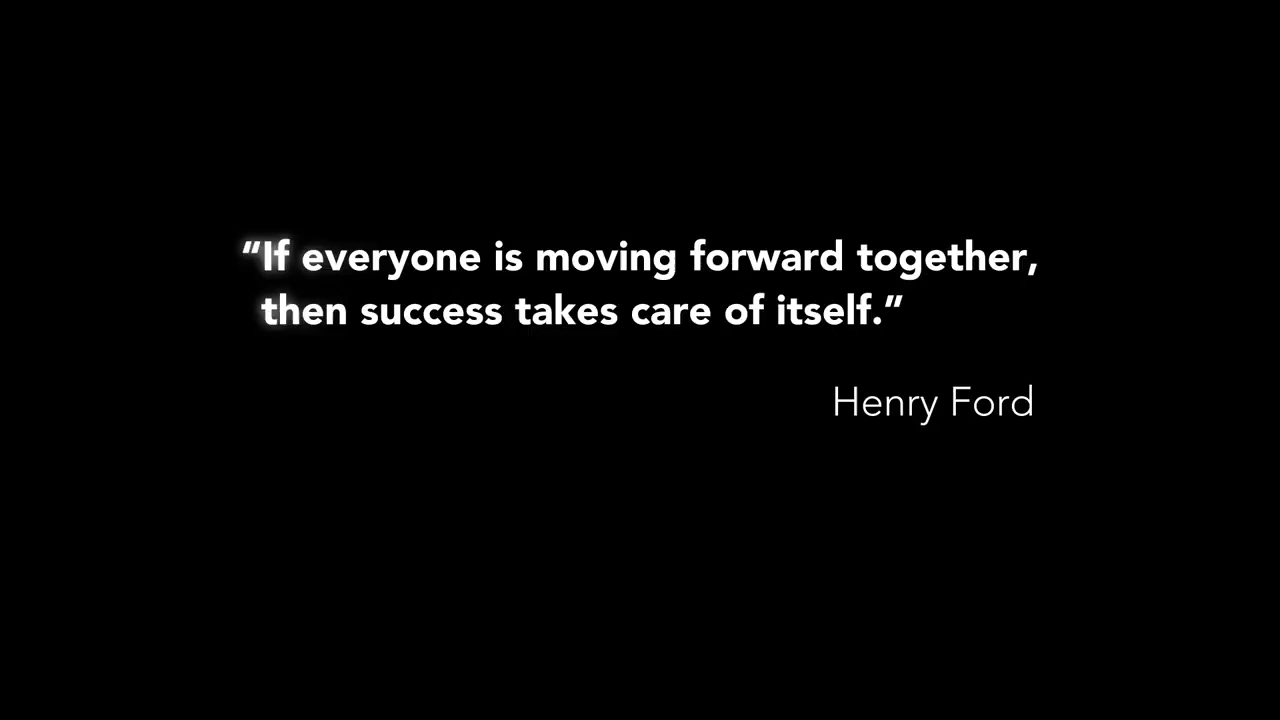 “If everyone is moving forward together,
then success takes care of itself.”
Henry Ford